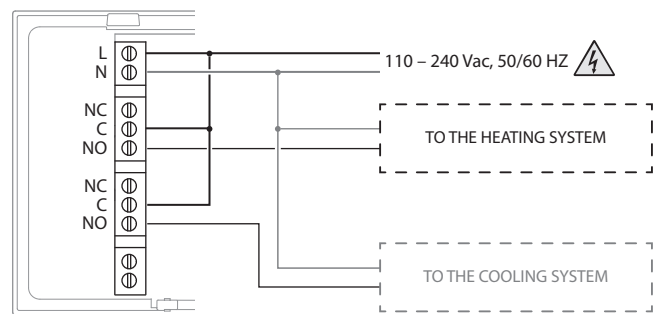 L
N
110 – 240 Vac, 50/60 HZ
NC
C
NO
TO THE HEATING SYSTEM
NC
C
NO
TO THE COOLING SYSTEM